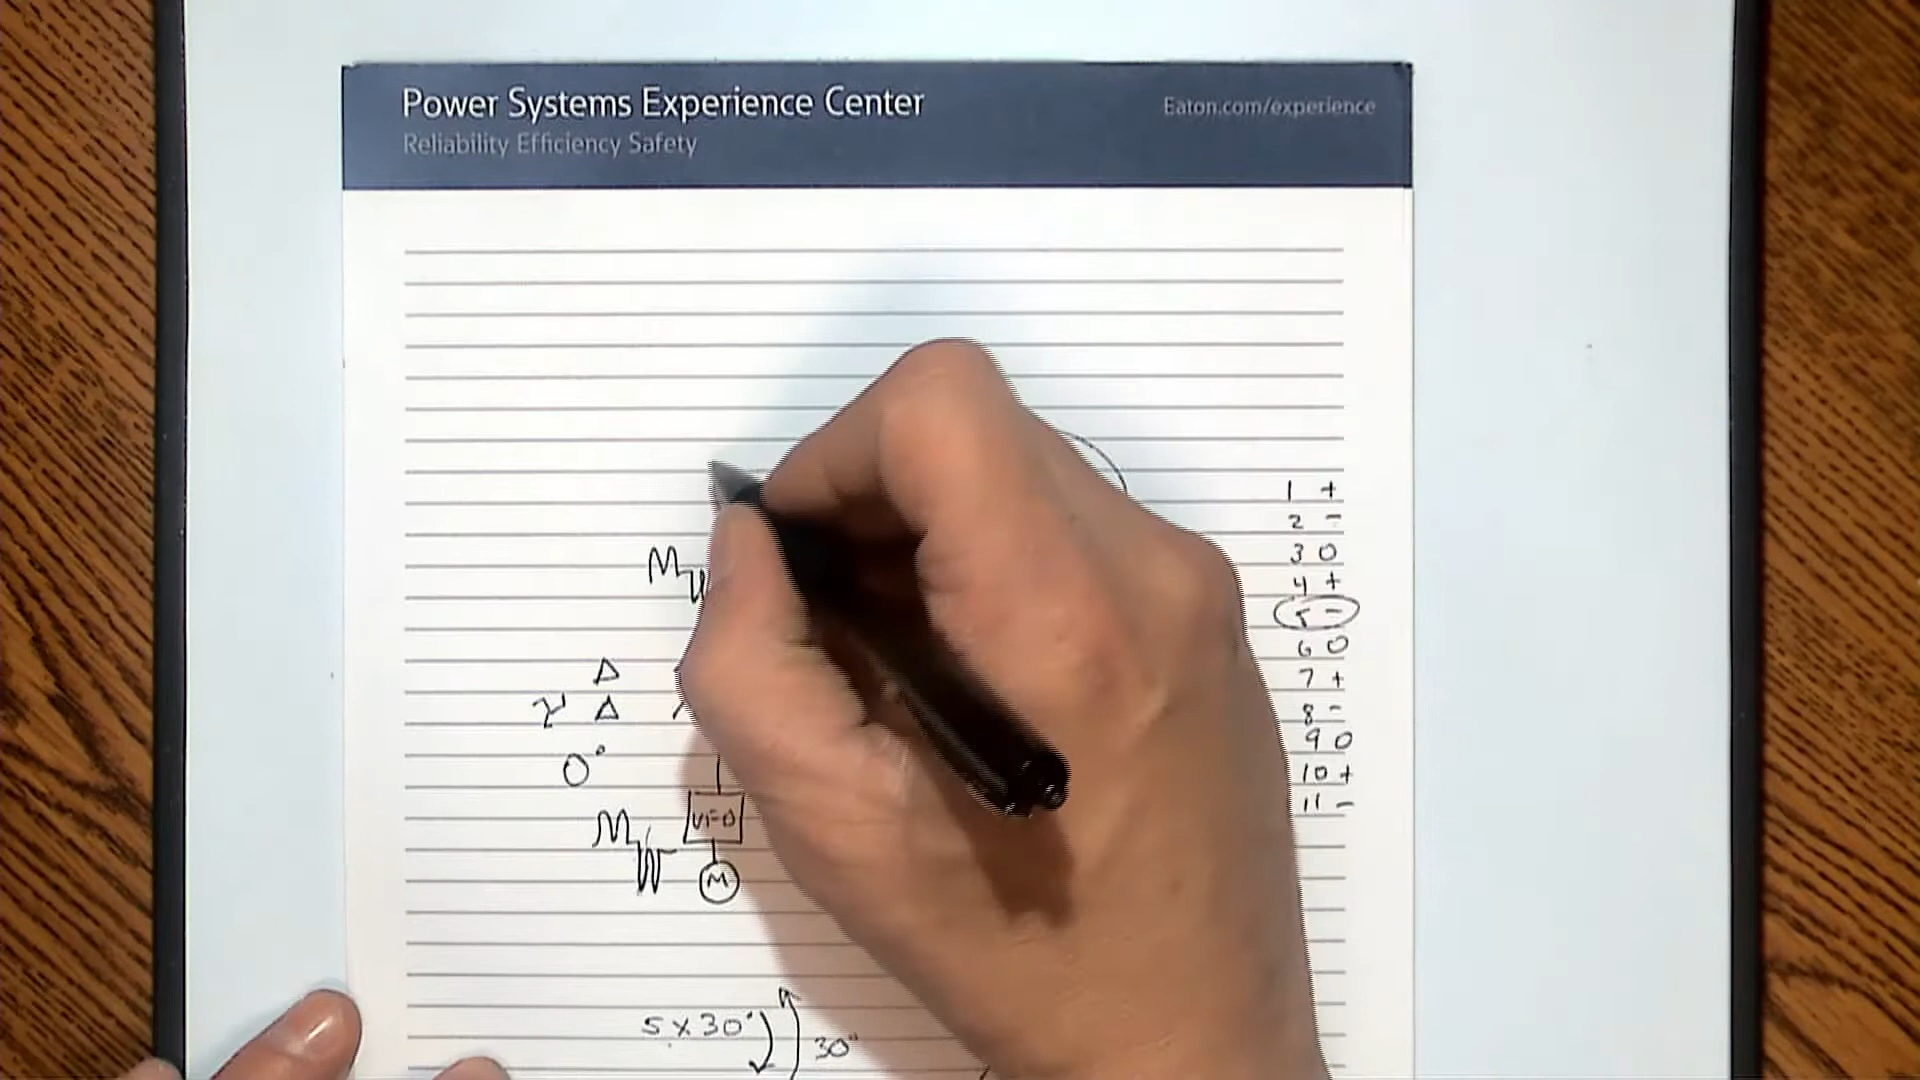 Power Systems Experience Center
Eaton.com/experience
Reliability Efficiency Safety
1 +
2 -
3 0
4 +
5 -
6 0
7 +
8 -
9 0
10 +
11 -
Δ
Δ
0°
VFD
M
5 x 30°
30°